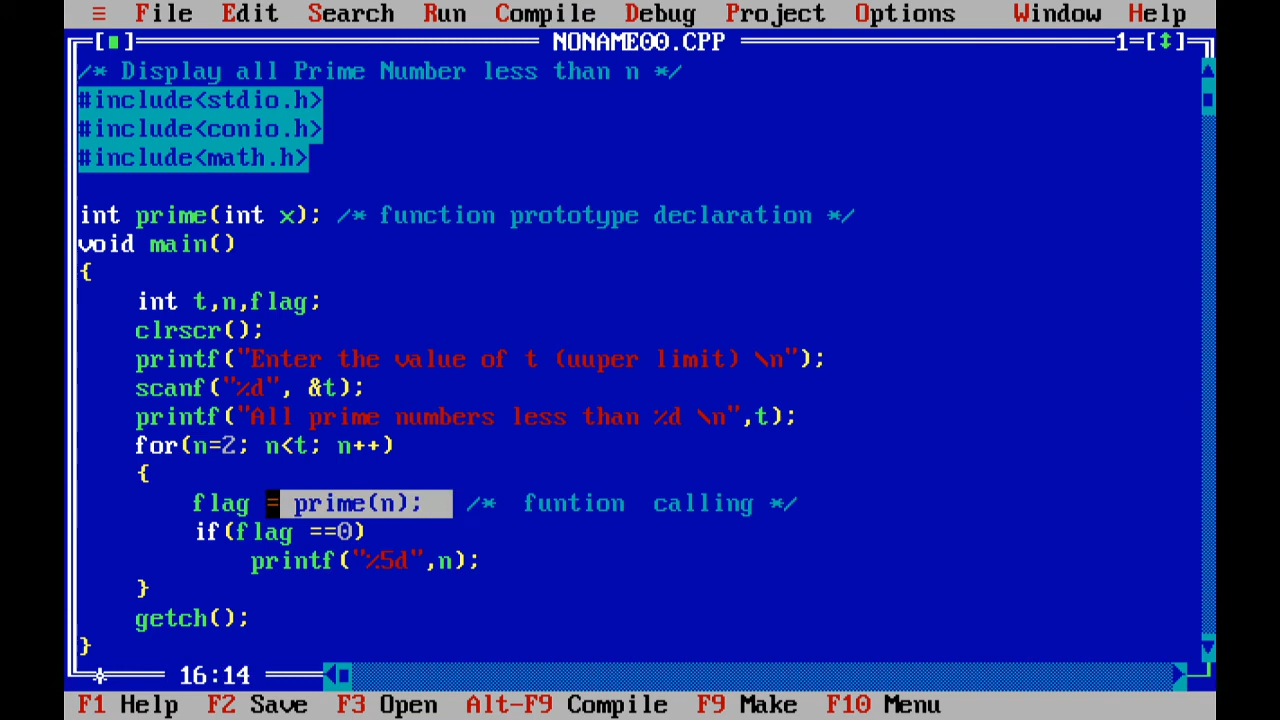 ≡ File Edit Search Run Compile Debug Project Options Window Help
[■] NONAME00.CPP 1=[↕]
/* Display all Prime Number less than n */
#include<stdio.h>
#include<conio.h>
#include<math.h>
int prime(int x); /* function prototype declaration */
void main()
{
int t,n,flag;
clrscr();
printf("Enter the value of t (uuper limit) \n");
scanf("%d", &t);
printf("All prime numbers less than %d \n",t);
for(n=2; n<t; n++)
{
flag = prime(n); /* funtion calling */
if(flag ==0)
printf("%5d",n);
}
getch();
}
* 16:14
F1 Help F2 Save F3 Open Alt-F9 Compile F9 Make F10 Menu